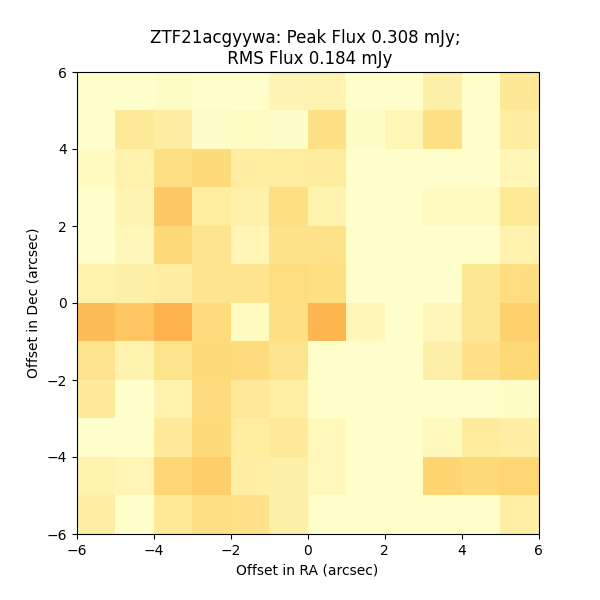 ZTF21acgyywa: Peak Flux 0.308 mJy;
RMS Flux 0.184 mJy
6
4
2
0
−2
−4
−6
Offset in Dec (arcsec)
−6 −4 −2 0 2 4 6
Offset in RA (arcsec)